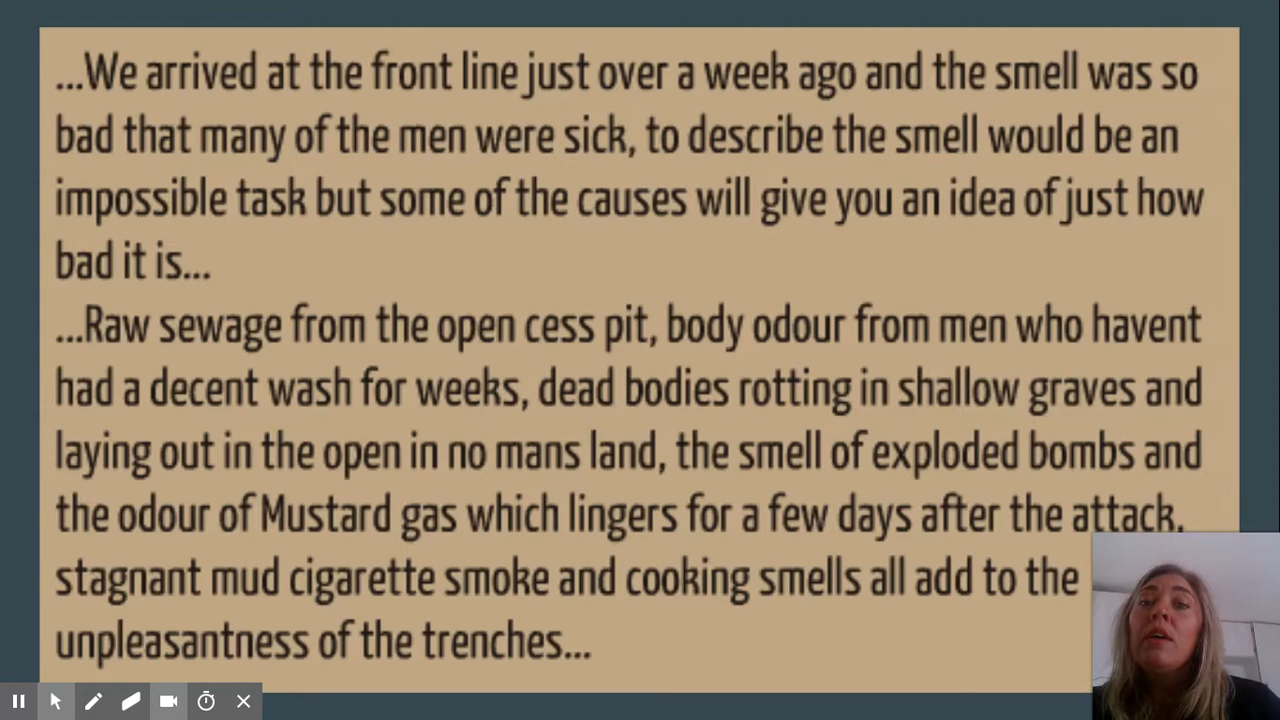 ...We arrived at the front line just over a week ago and the smell was so
bad that many of the men were sick, to describe the smell would be an
impossible task but some of the causes will give you an idea of just how
bad it is...
...Raw sewage from the open cess pit, body odour from men who havent
had a decent wash for weeks, dead bodies rotting in shallow graves and
laying out in the open in no mans land, the smell of exploded bombs and
the odour of Mustard gas which lingers for a few days after the attack,
stagnant mud cigarette smoke and cooking smells all add to the
unpleasantness of the trenches...